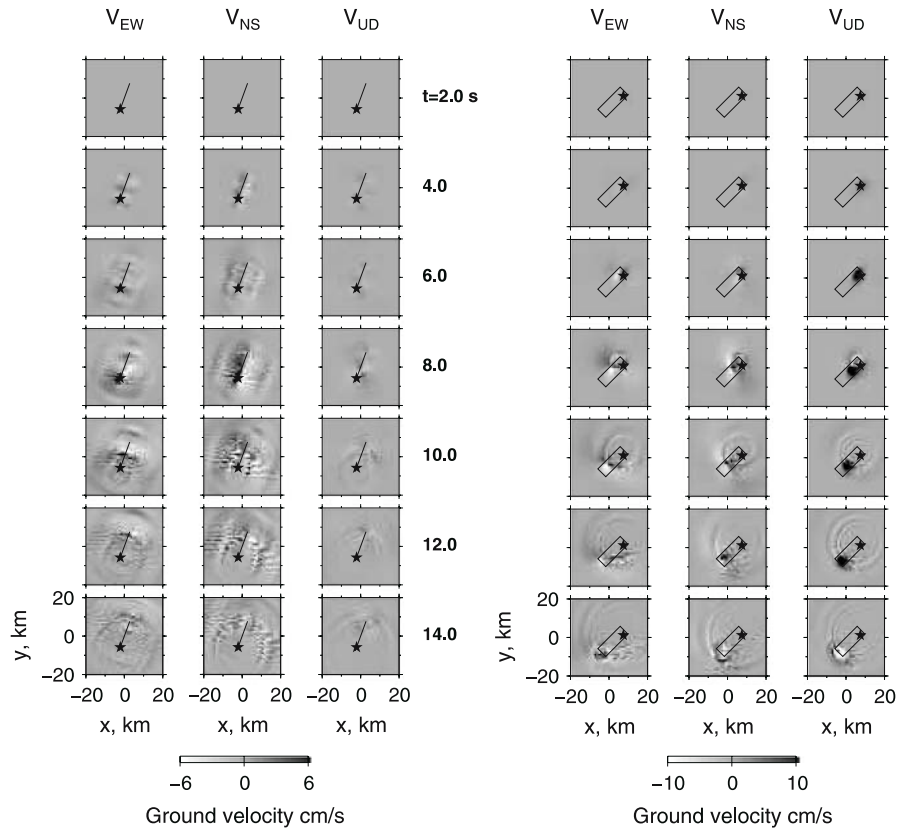 V_EW V_NS V_UD V_EW V_NS V_UD
t=2.0 s
4.0
6.0
8.0
10.0
12.0
14.0
20
0
−20
y, km
−20 0 20 −20 0 20 −20 0 20
x, km x, km x, km
−6 0 6
Ground velocity cm/s
20
0
−20
y, km
−20 0 20 −20 0 20 −20 0 20
x, km x, km x, km
−10 0 10
Ground velocity cm/s